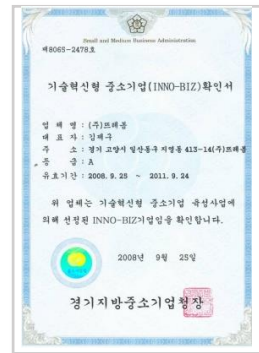 Small and Medium Business Administration
제8065-2478호
기술혁신형 중소기업(INNO-BIZ)확인서
업 체 명 : (주)쁘레봉
대 표 자 : 김제구
주 소 : 경기 고양시 일산동구 지영동 413-14(주)쁘레봉
등 급 : A
유효기간 : 2008. 9. 25 ~ 2011. 9. 24
위 업체는 기술혁신형 중소기업 육성사업에
의해 선정된 INNO-BIZ기업임을 확인합니다.
2008년 9월 25일
경기지방중소기업청장